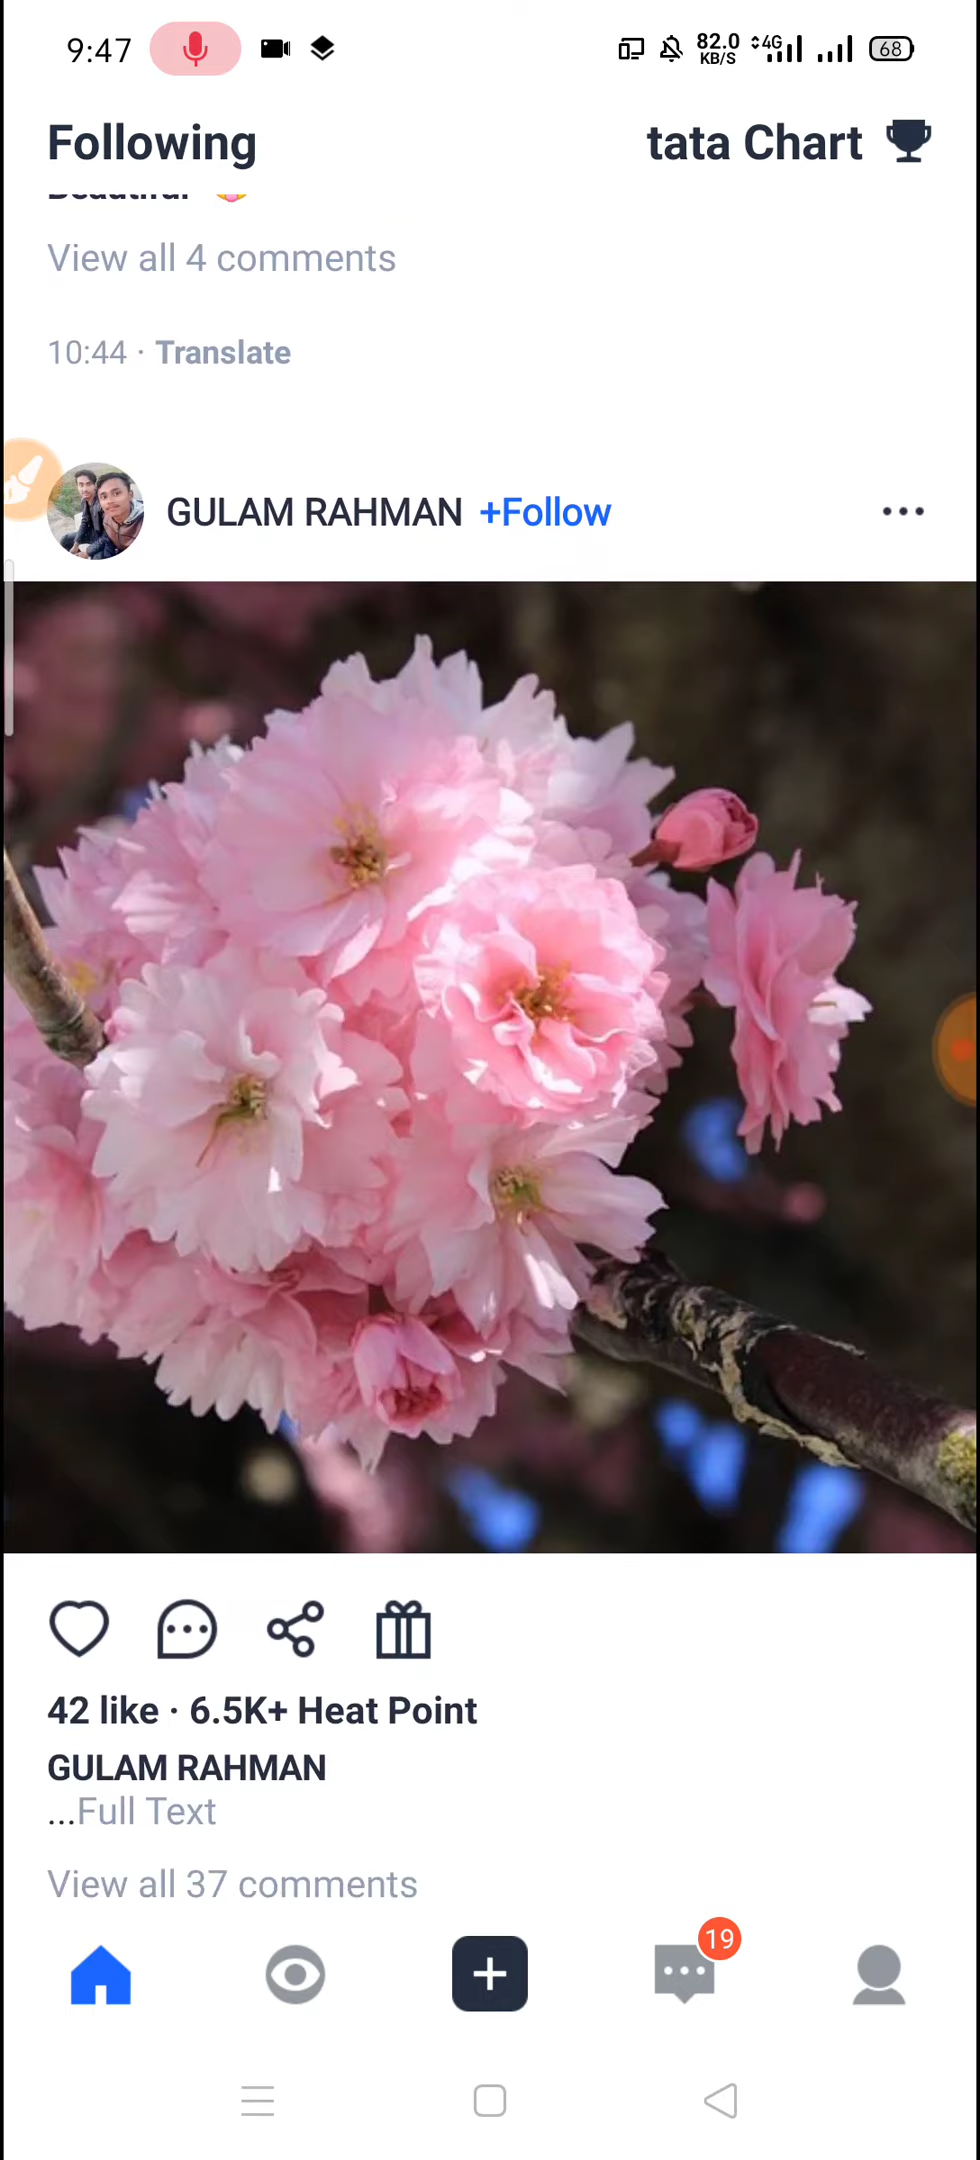 9:47
82.0
KB/S
4G
68
Following
tata Chart
Beautiful
View all 4 comments
10:44 · Translate
GULAM RAHMAN +Follow
42 like · 6.5K+ Heat Point
GULAM RAHMAN
...Full Text
View all 37 comments
19